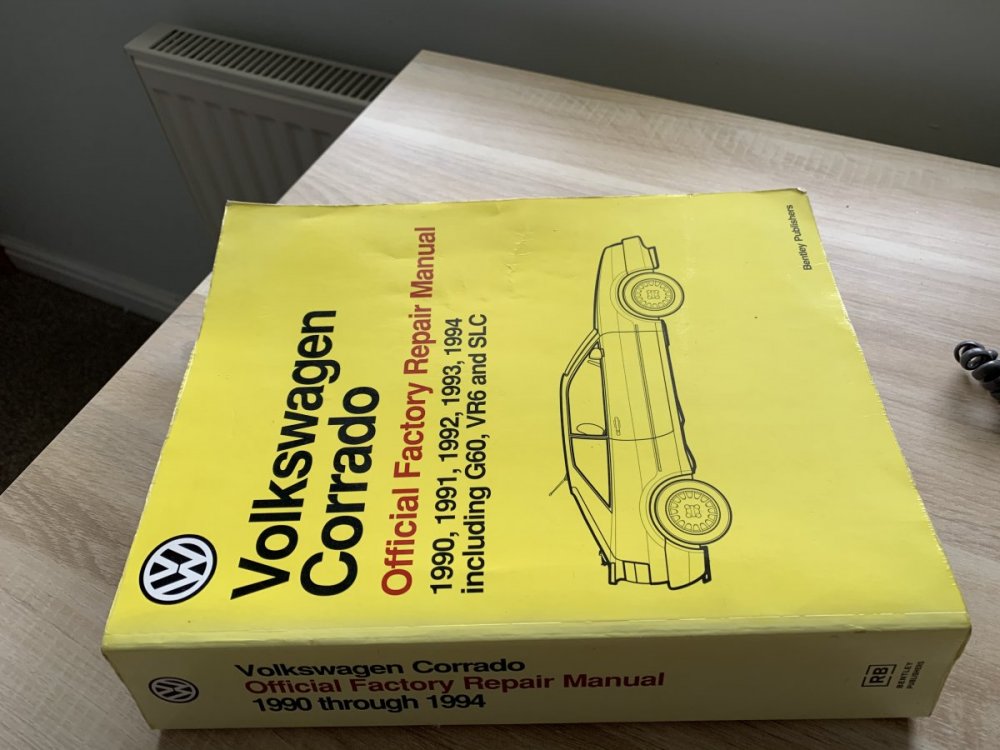 Volkswagen
Corrado
Official Factory Repair Manual
1990, 1991, 1992, 1993, 1994
including G60, VR6 and SLC
Bentley Publishers
Volkswagen Corrado
Official Factory Repair Manual
1990 through 1994
RB
BENTLEY
PUBLISHERS